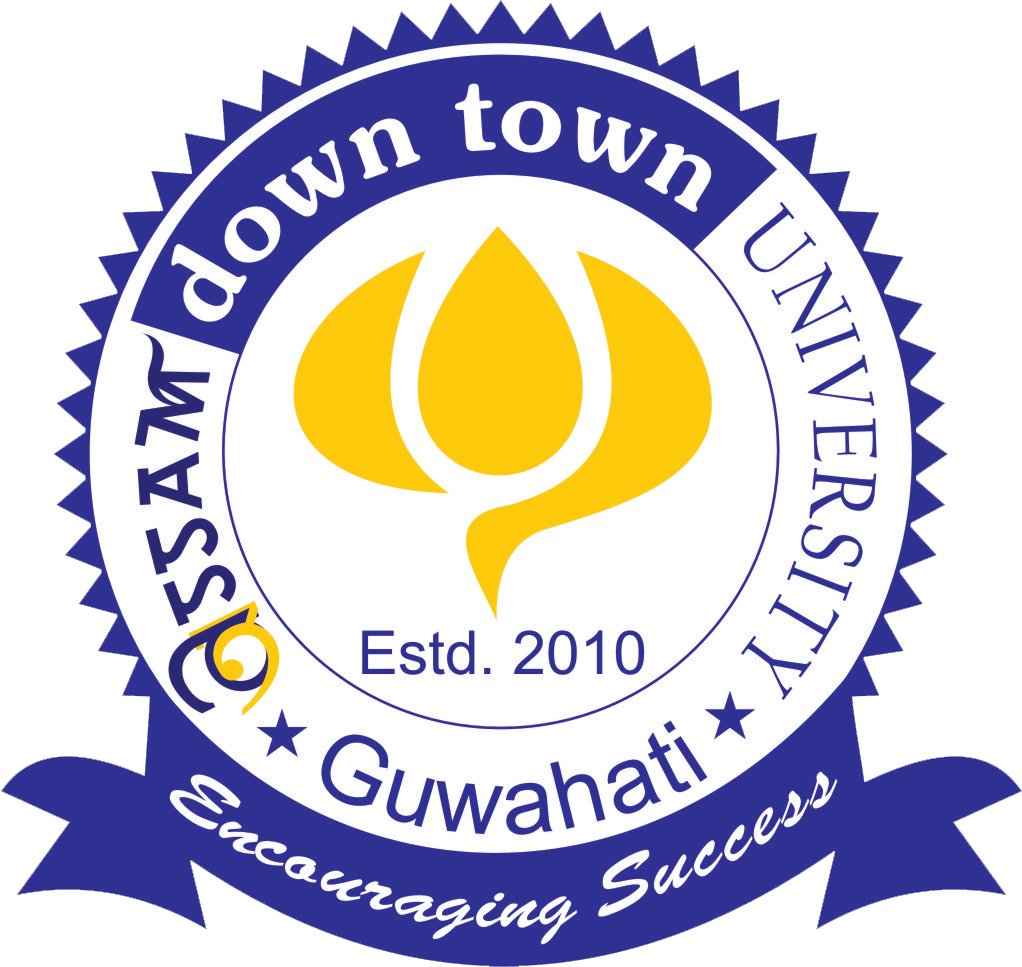 ASSAM
down town
UNIVERSITY
Estd. 2010
Guwahati
Encouraging Success